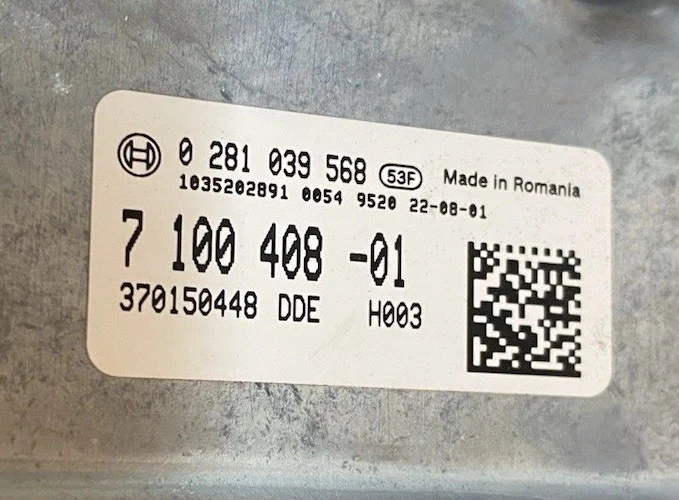 0 281 039 568 53F Made in Romania
1035202891 0054 9520 22-08-01
7 100 408 -01
370150448 DDE H003